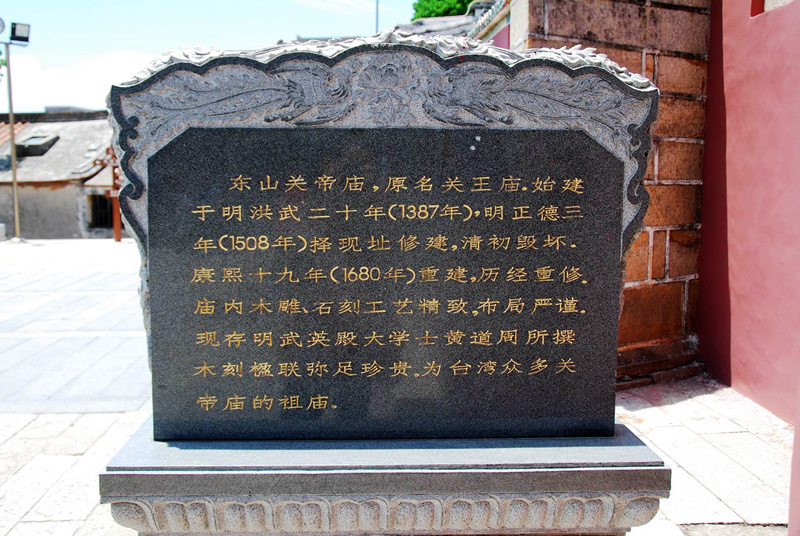 东山关帝庙，原名关王庙．始建
于明洪武二十年(1387年)，明正德三
年(1508年)择现址修建，清初毁坏．
康熙十九年(1680年)重建，历经重修．
庙内木雕、石刻工艺精致．布局严谨．
现存明武英殿大学士黄道周所撰
木刻楹联弥足珍贵．为台湾众多关
帝庙的祖庙．